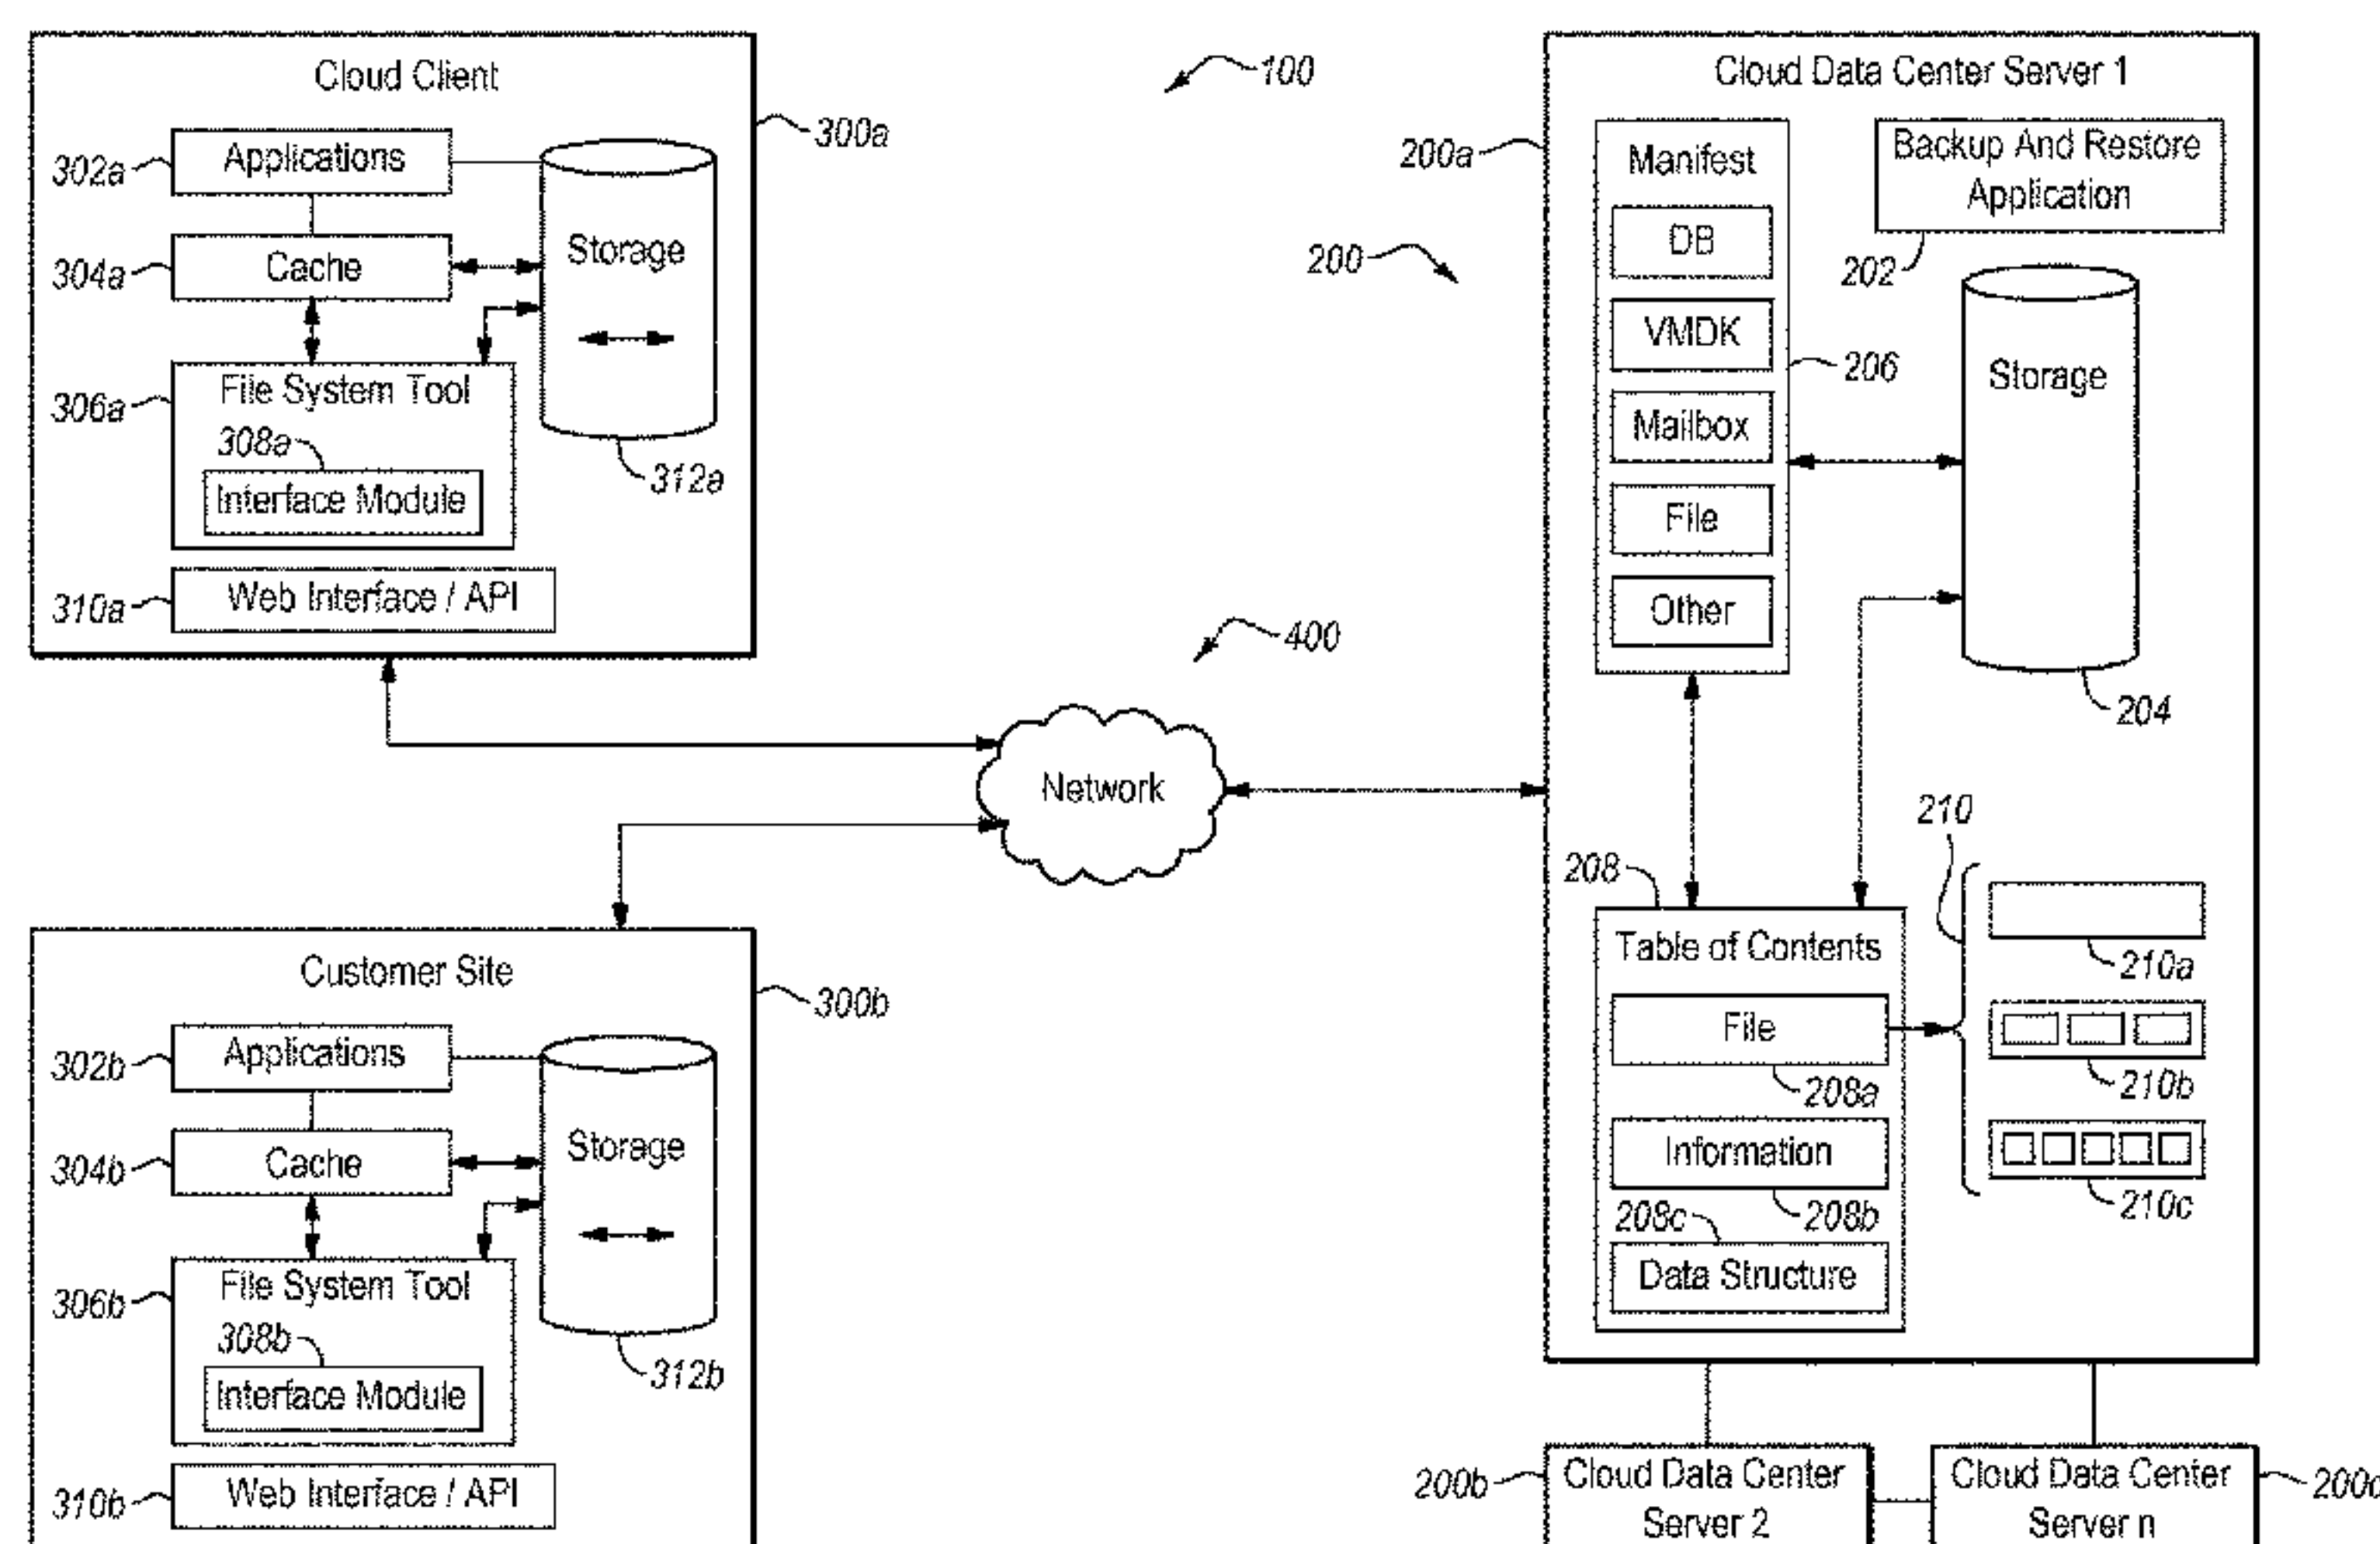 Cloud Client
300a
302a
Applications
304a
Cache
Storage
306a
File System Tool
308a
Interface Module
312a
310a
Web Interface / API
100
400
Network
Customer Site
300b
302b
Applications
304b
Cache
Storage
306b
File System Tool
308b
Interface Module
312b
310b
Web Interface / API
Cloud Data Center Server 1
200a
200
Manifest
DB
VMDK
Mailbox
File
Other
206
Backup And Restore
Application
202
Storage
204
208
Table of Contents
File
208a
Information
208b
208c
Data Structure
210
210a
210b
210c
200b
Cloud Data Center
Server 2
Cloud Data Center
Server n